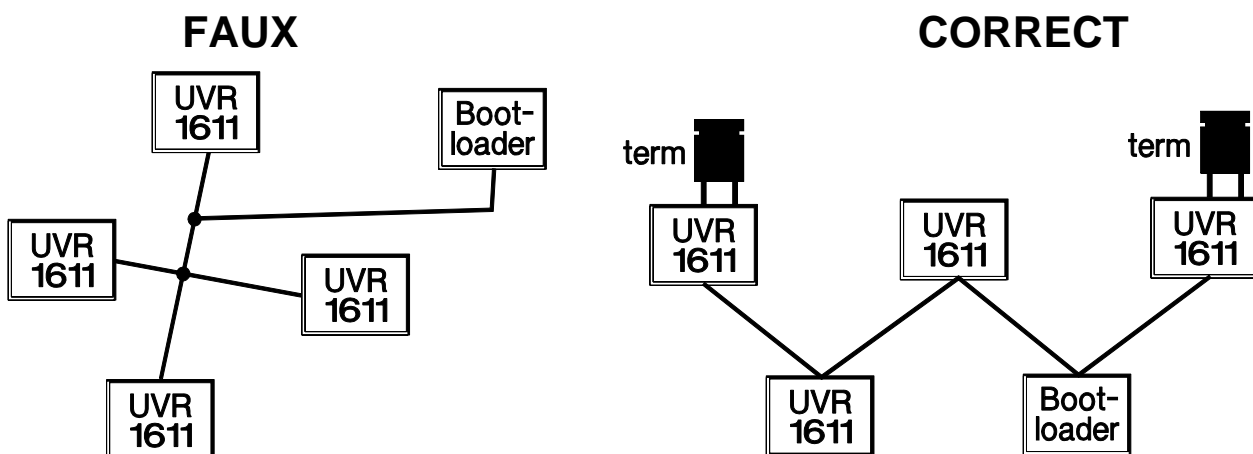 FAUX
UVR
1611
Boot-
loader
UVR
1611
UVR
1611
UVR
1611
CORRECT
term
term
UVR
1611
UVR
1611
UVR
1611
UVR
1611
Boot-
loader